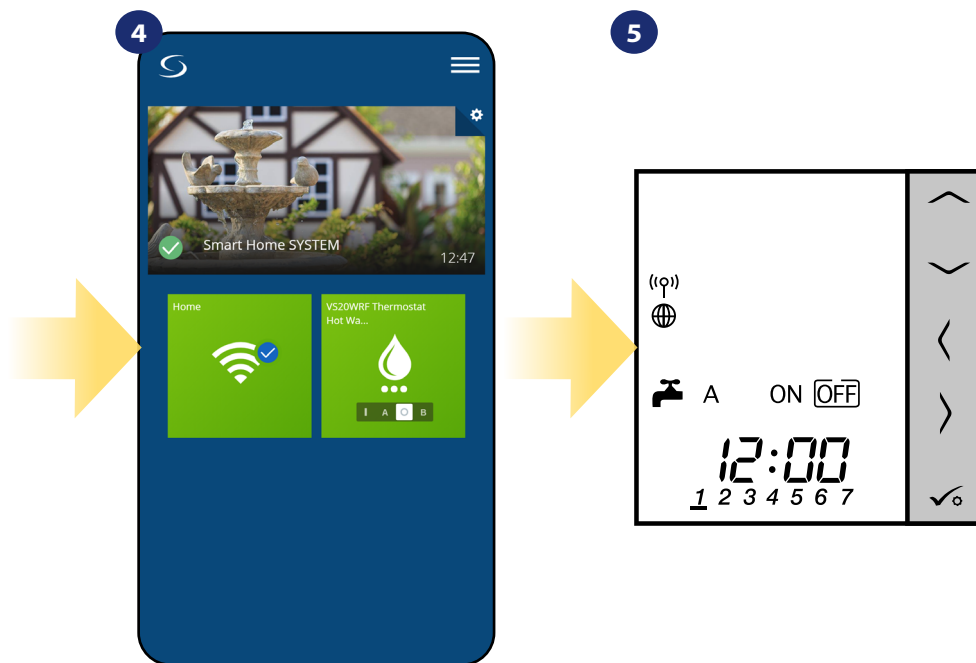 4
Smart Home SYSTEM
12:47
Home
VS20WRF Thermostat
Hot Wa...
I A O B
5
A ON OFF
12:00
1 2 3 4 5 6 7